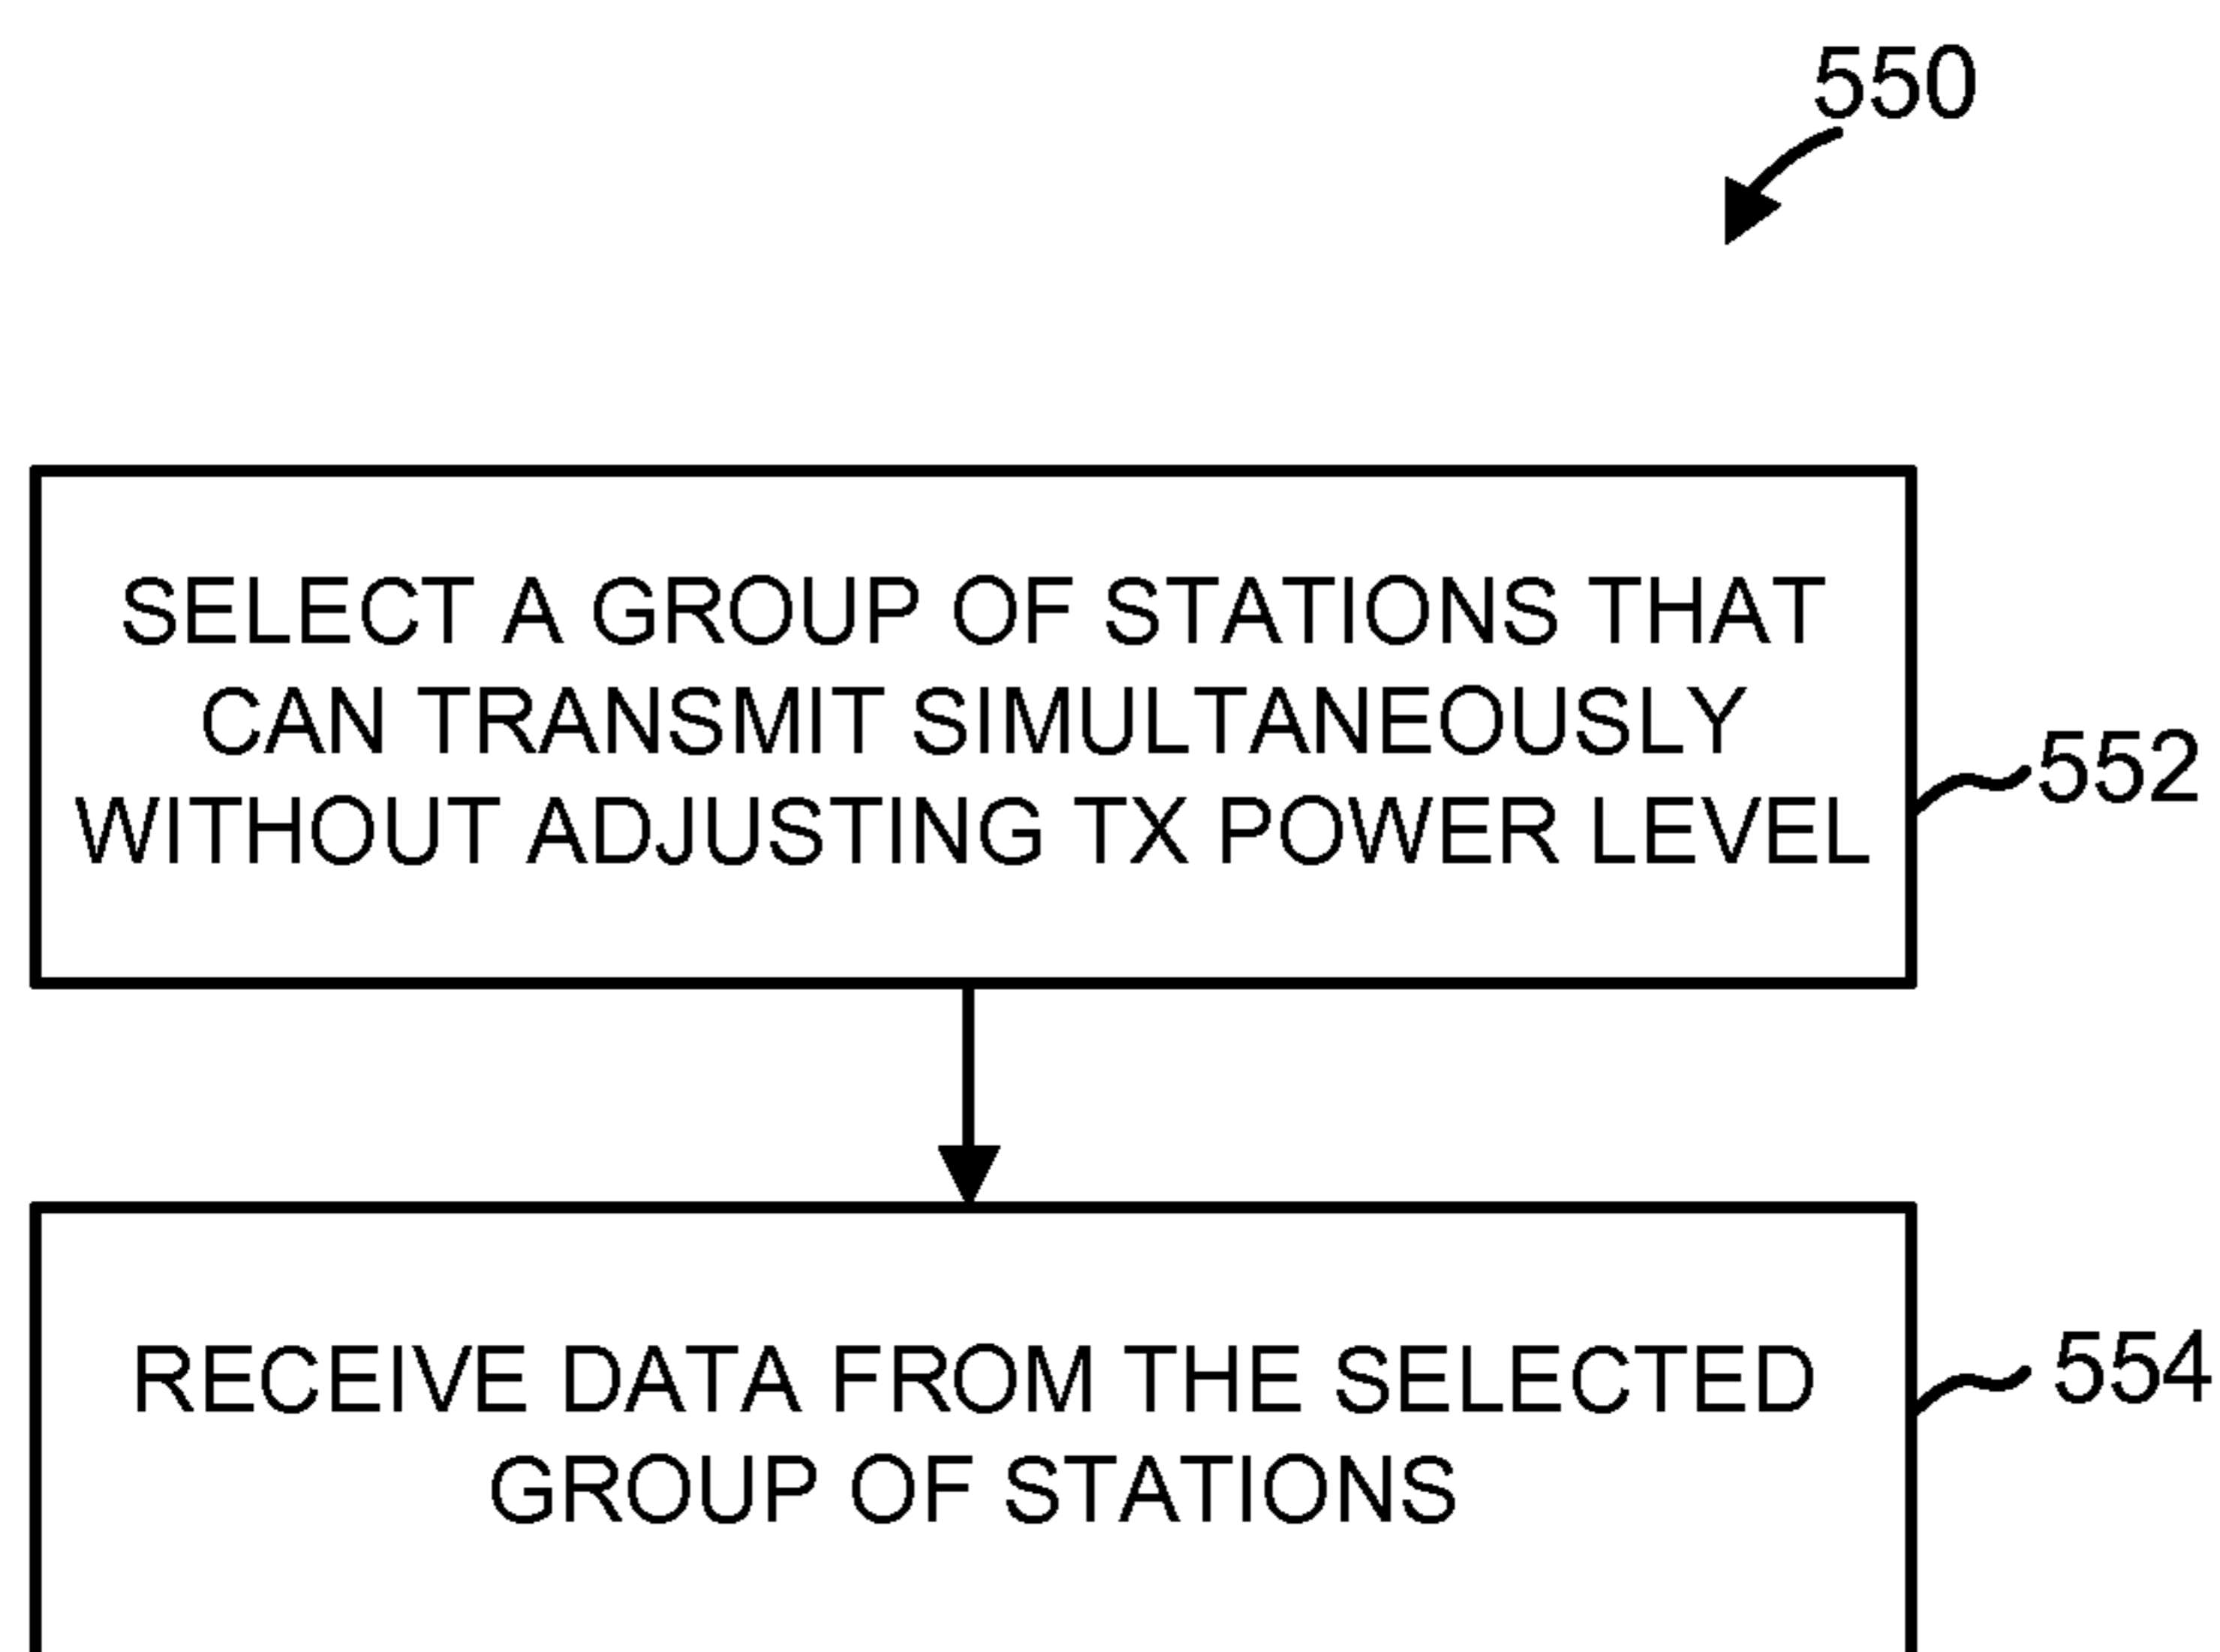 550
SELECT A GROUP OF STATIONS THAT
CAN TRANSMIT SIMULTANEOUSLY
WITHOUT ADJUSTING TX POWER LEVEL
552
RECEIVE DATA FROM THE SELECTED
GROUP OF STATIONS
554